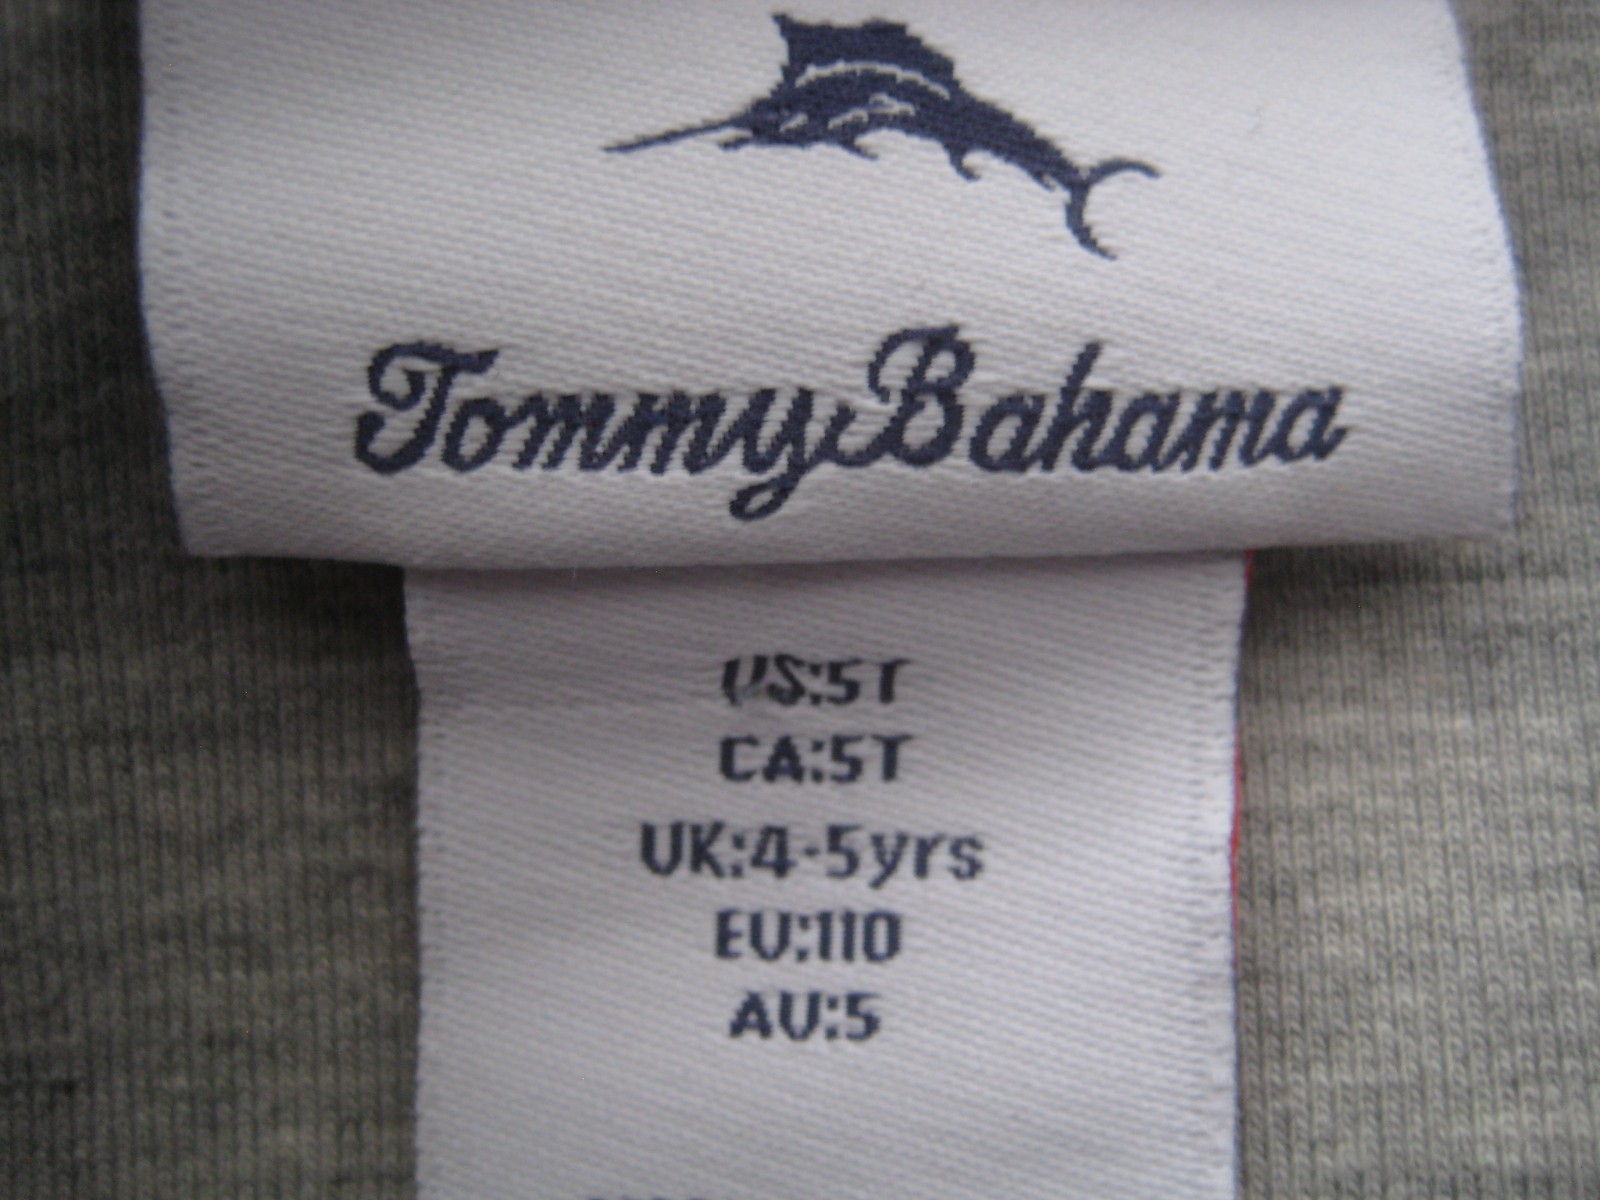 Tommy Bahama
US:5T
CA:5T
UK:4-5yrs
EU:110
AU:5